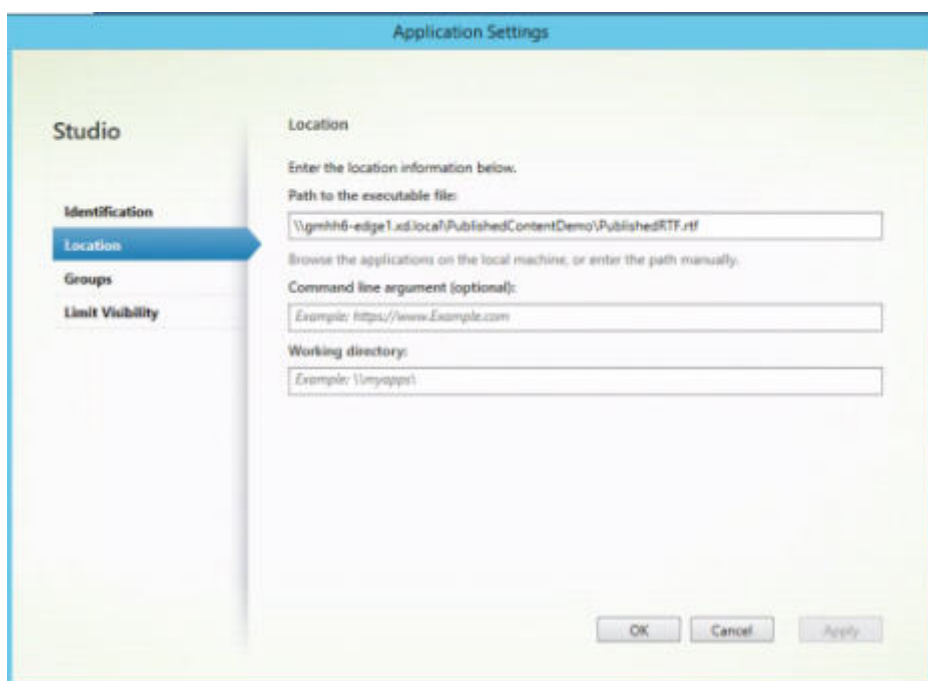 Application Settings
Studio
Identification
Location
Groups
Limit Visibility
Location
Enter the location information below.
Path to the executable file:
\\gmhh6-edge1.xd.local\PublishedContentDemo\PublishedRTF.rtf
Browse the applications on the local machine, or enter the path manually.
Command line argument (optional):
Example: https://www.Example.com
Working directory:
Example: \\myapps\
OK Cancel Apply